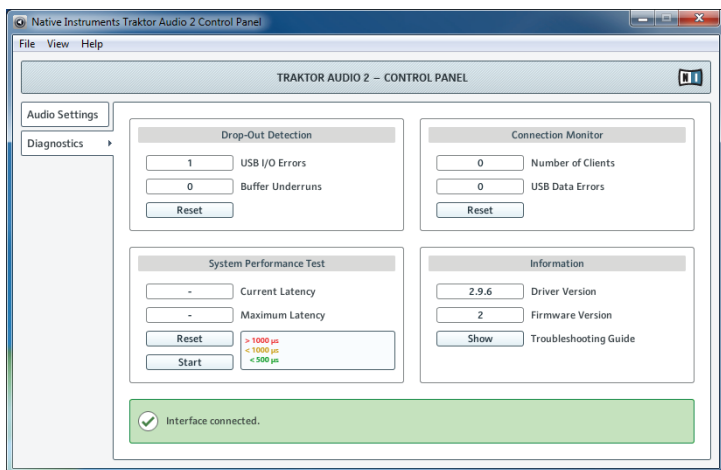 Native Instruments Traktor Audio 2 Control Panel
File View Help
TRAKTOR AUDIO 2 – CONTROL PANEL
NI
Audio Settings
Diagnostics
Drop-Out Detection
1 USB I/O Errors
0 Buffer Underruns
Reset
Connection Monitor
0 Number of Clients
0 USB Data Errors
Reset
System Performance Test
- Current Latency
- Maximum Latency
Reset
Start
> 1000 µs
< 1000 µs
< 500 µs
Information
2.9.6 Driver Version
2 Firmware Version
Show Troubleshooting Guide
Interface connected.